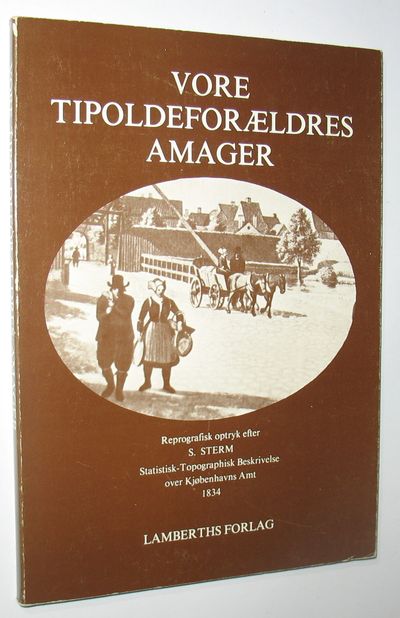 VORE
TIPOLDEFORÆLDRES
AMAGER
Reprografisk optryk efter
S. STERM
Statistisk-Topographisk Beskrivelse
over Kjøbenhavns Amt
1834
LAMBERTHS FORLAG